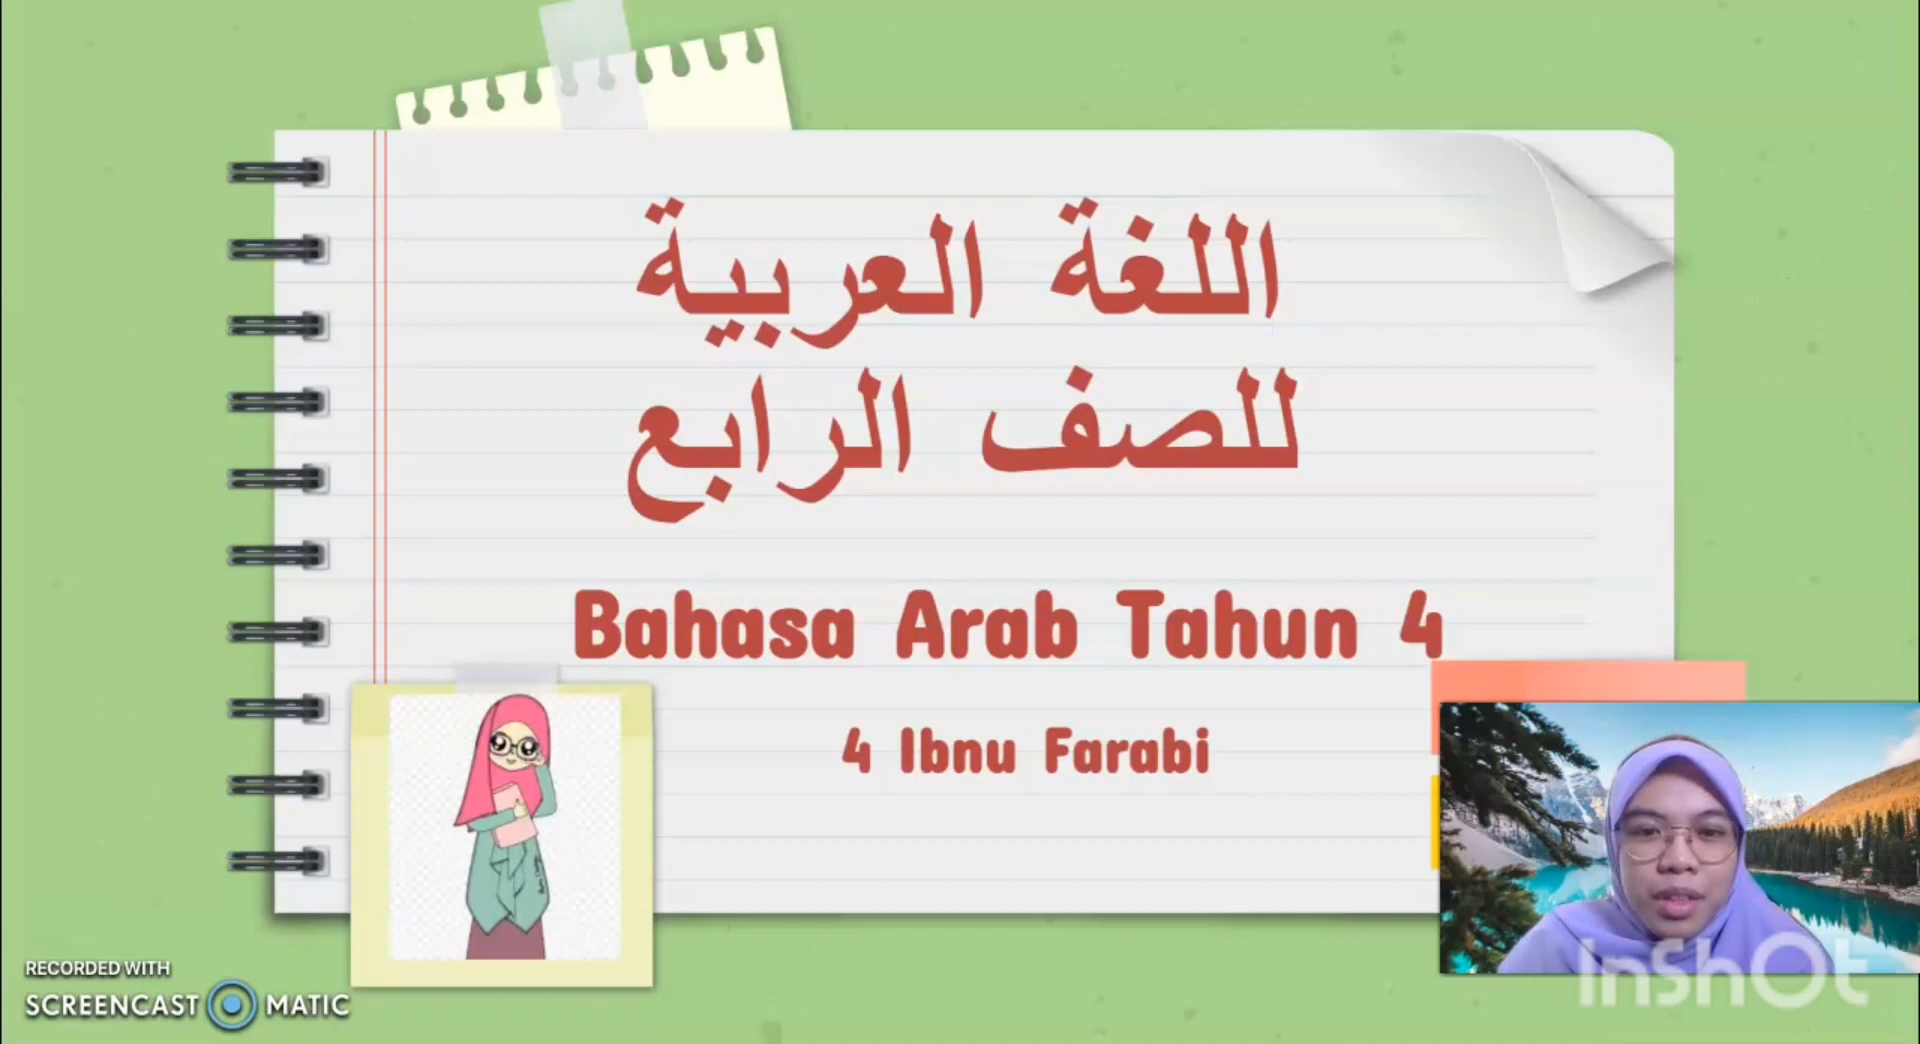 اللغة العربية
للصف الرابع
Bahasa Arab Tahun 4
4 Ibnu Farabi
RECORDED WITH
SCREENCAST MATIC
InShOt